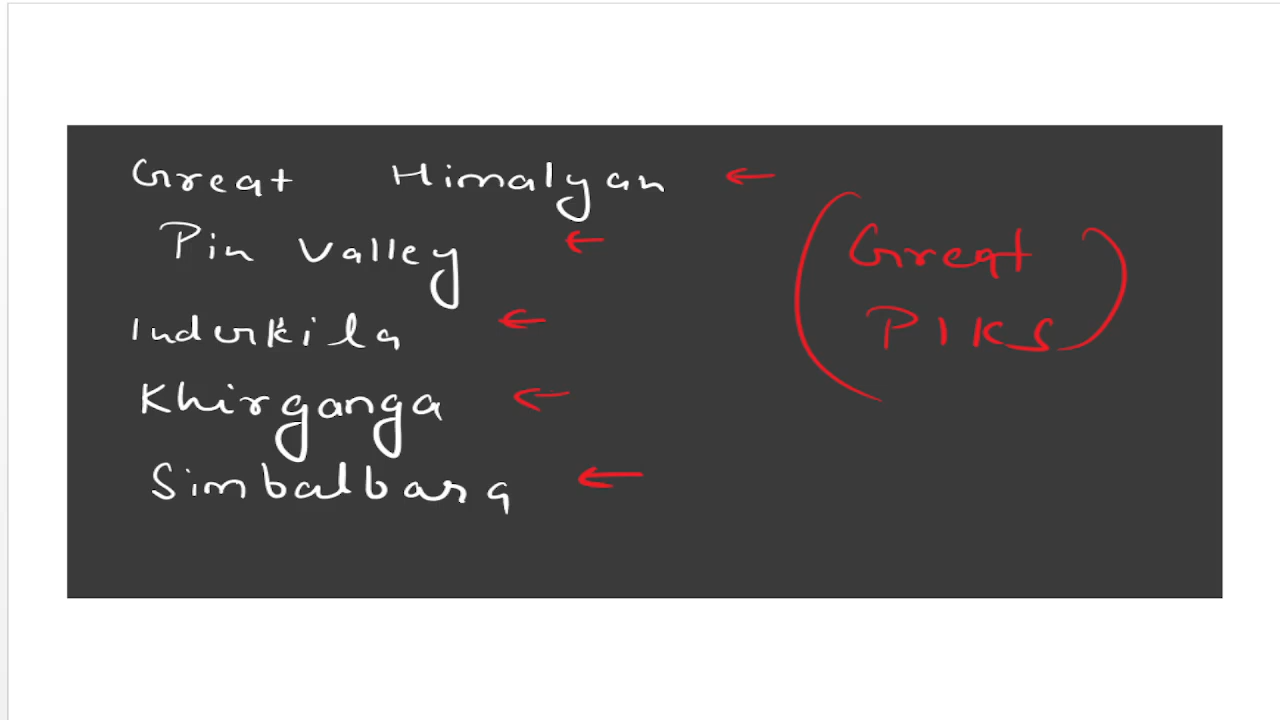 Great Himalyan
Pin Valley
Inderkila
Khirganga
Simbalbara
Great
PIKS